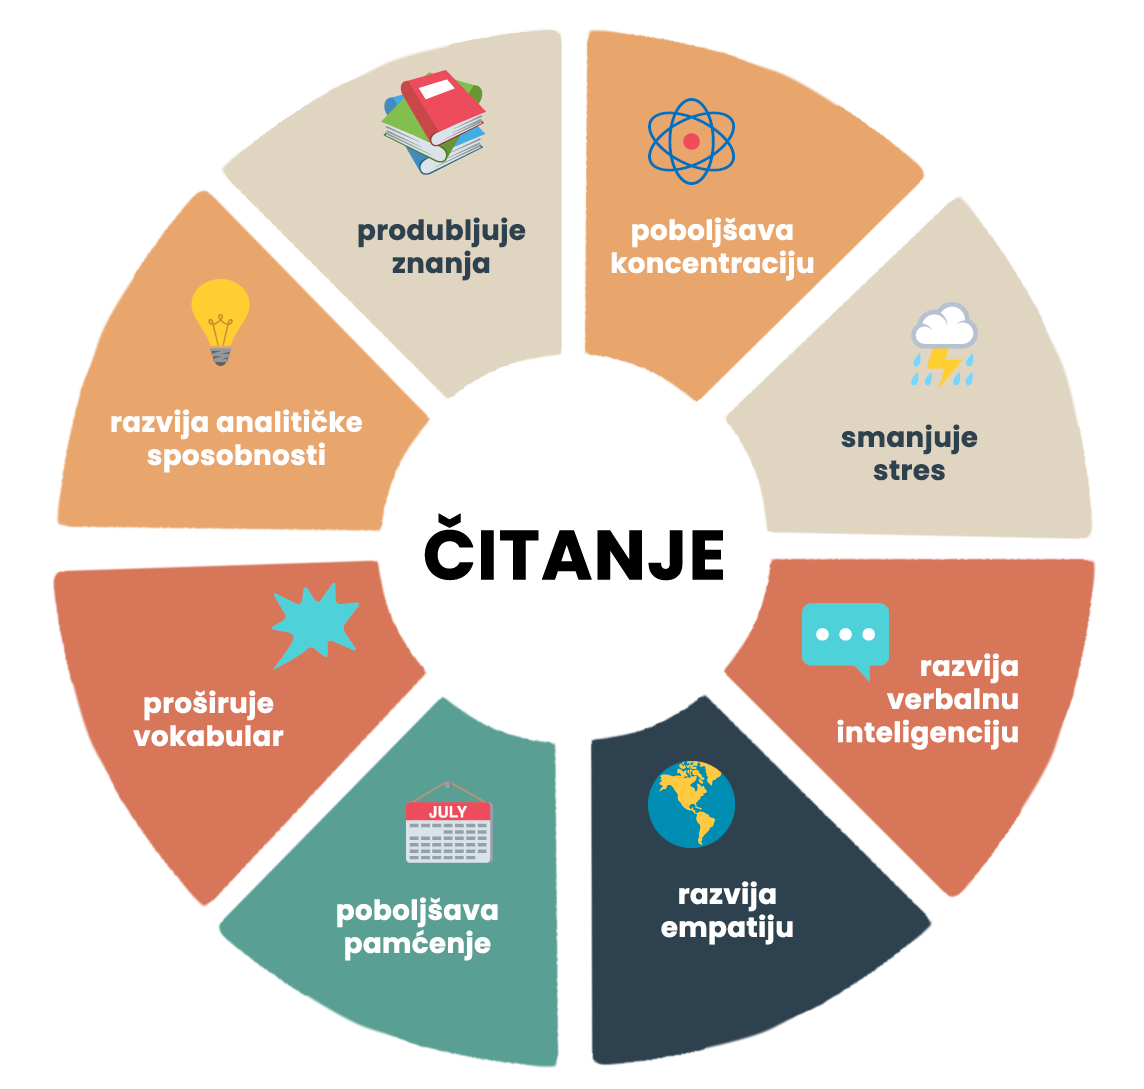 produbljuje
znanja
poboljšava
koncentraciju
smanjuje
stres
razvija
verbalnu
inteligenciju
razvija
empatiju
JULY
poboljšava
pamćenje
proširuje
vokabular
razvija analitičke
sposobnosti
ČITANJE